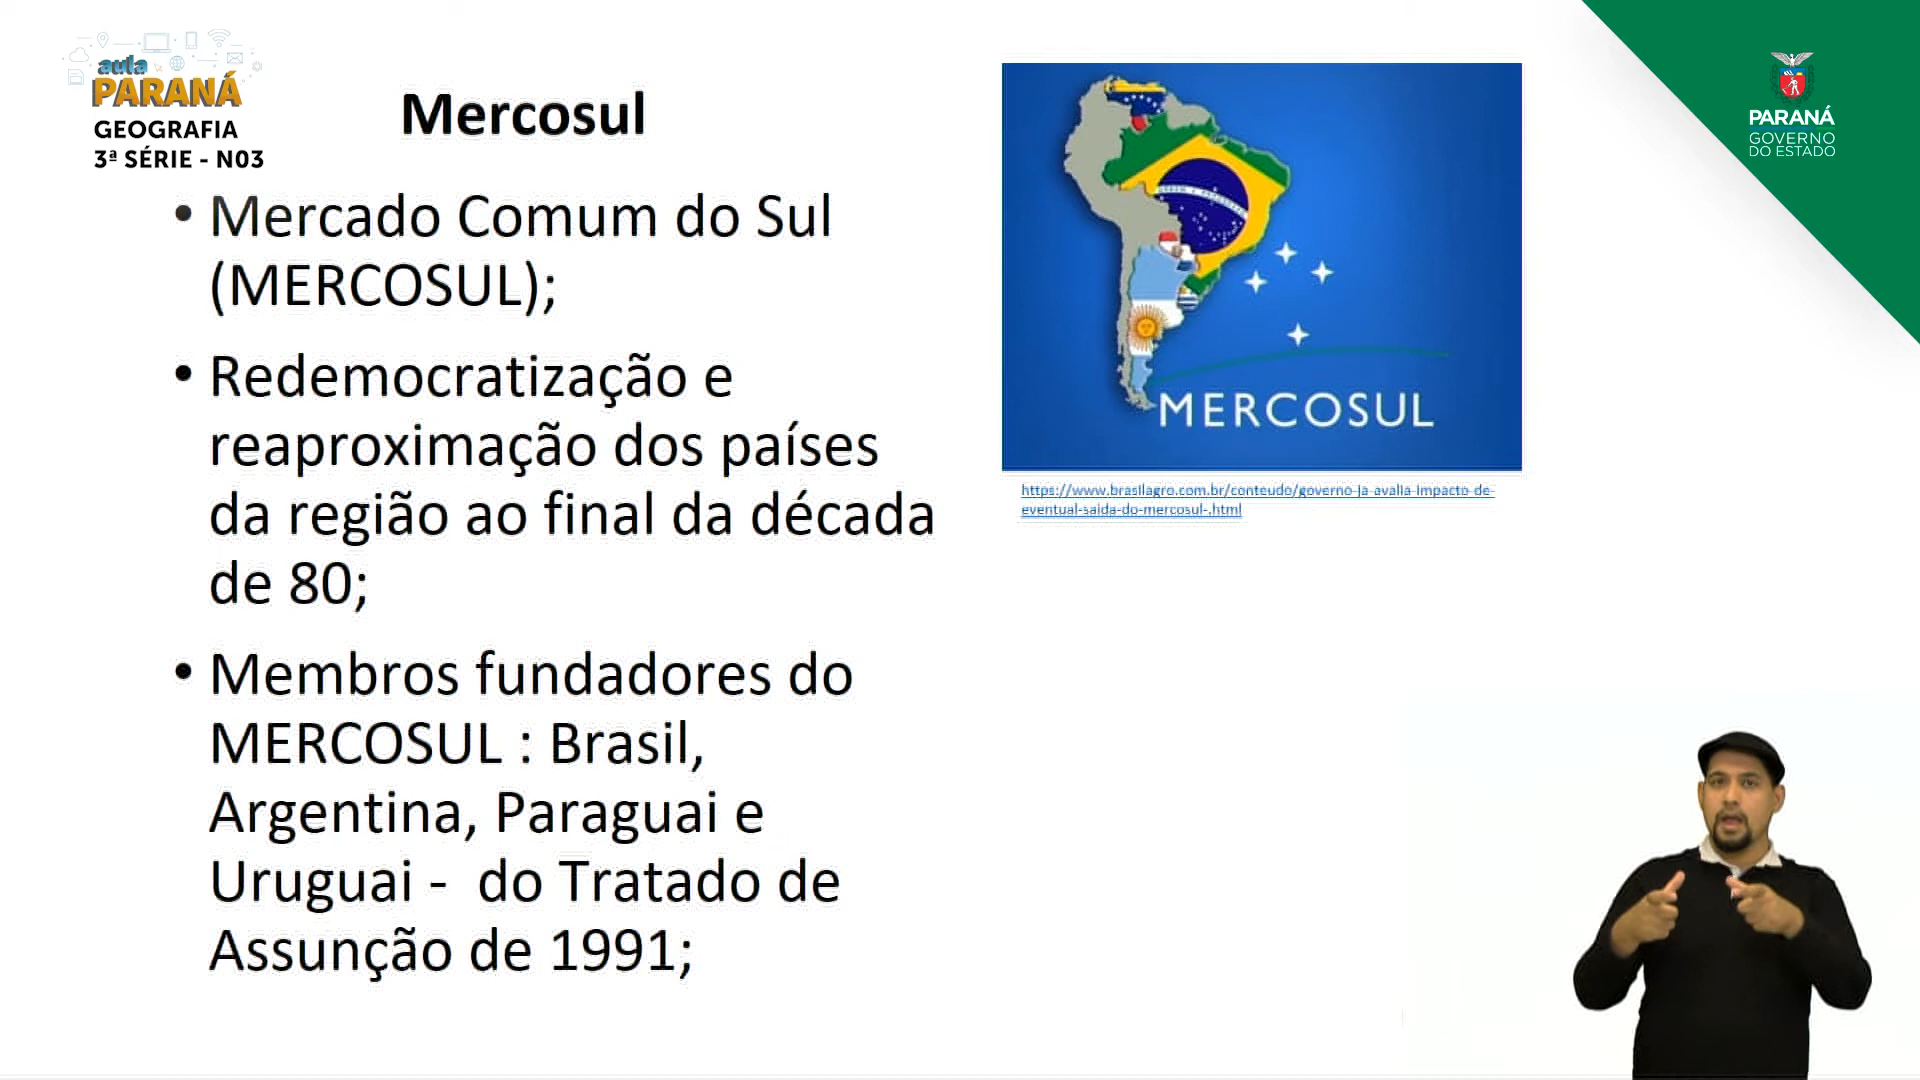 aula
PARANÁ
GEOGRAFIA
3ª SÉRIE - N03
Mercosul
• Mercado Comum do Sul
(MERCOSUL);
• Redemocratização e
reaproximação dos países
da região ao final da década
de 80;
• Membros fundadores do
MERCOSUL : Brasil,
Argentina, Paraguai e
Uruguai - do Tratado de
Assunção de 1991;
MERCOSUL
https://www.brasilagro.com.br/conteudo/governo-ja-avalia-impacto-de-
eventual-saida-do-mercosul-.html
PARANÁ
GOVERNO
DO ESTADO